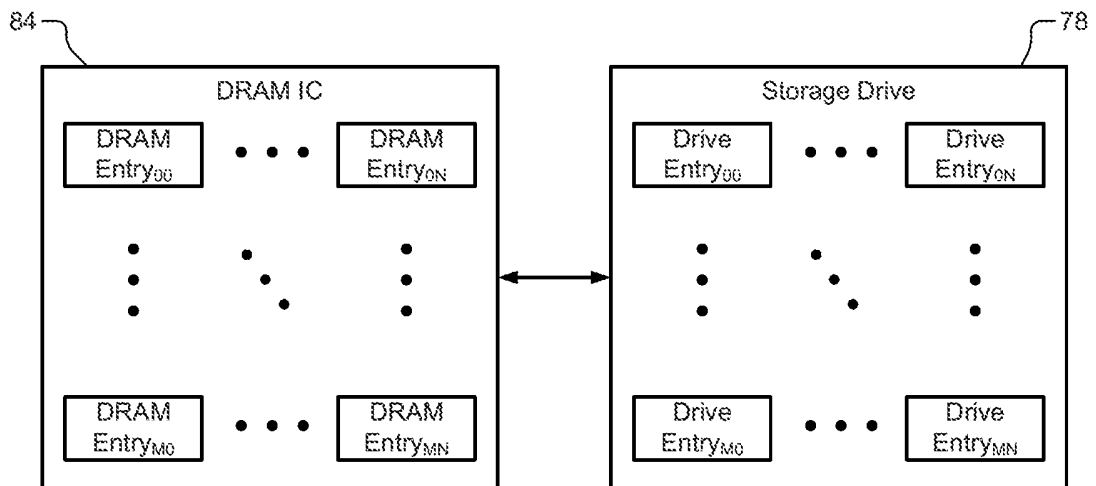 84
78
DRAM IC
DRAM
Entry00
DRAM
Entry0N
DRAM
EntryM0
DRAM
EntryMN
Storage Drive
Drive
Entry00
Drive
Entry0N
Drive
EntryM0
Drive
EntryMN